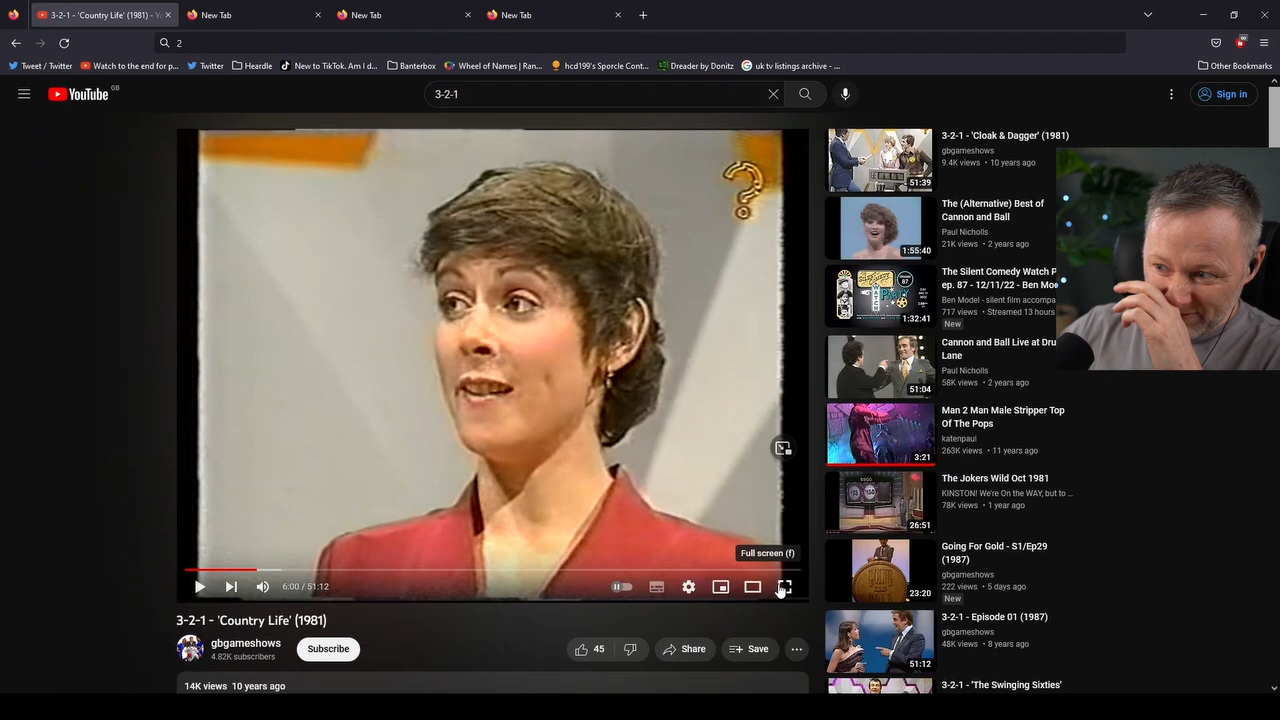 3-2-1 - 'Country Life' (1981) - Yo
New Tab
New Tab
New Tab
2
Tweet / Twitter
Watch to the end for p...
Twitter
Heardle
New to TikTok. Am I d...
Banterbox
Wheel of Names | Ran...
hcd199's Sporcle Cont...
Dreader by Donitz
uk tv listings archive - ...
Other Bookmarks
YouTube GB
3-2-1
Sign in
?
Full screen (f)
6:00 / 51:12
3-2-1 - 'Country Life' (1981)
gbgameshows
4.82K subscribers
Subscribe
45
Share
Save
14K views 10 years ago
51:39
3-2-1 - 'Cloak & Dagger' (1981)
gbgameshows
9.4K views • 10 years ago
1:55:40
The (Alternative) Best of
Cannon and Ball
Paul Nicholls
21K views • 2 years ago
1:32:41
The Silent Comedy Watch P
ep. 87 - 12/11/22 - Ben Mo
Ben Model - silent film accompa
717 views • Streamed 13 hours
New
51:04
Cannon and Ball Live at Dru
Lane
Paul Nicholls
58K views • 2 years ago
3:21
Man 2 Man Male Stripper Top
Of The Pops
katenpaul
263K views • 11 years ago
26:51
The Jokers Wild Oct 1981
KINSTON! We're On the WAY, but to ...
78K views • 1 year ago
23:20
Going For Gold - S1/Ep29
(1987)
gbgameshows
222 views • 5 days ago
New
51:12
3-2-1 - Episode 01 (1987)
gbgameshows
48K views • 8 years ago
3-2-1 - 'The Swinging Sixties'